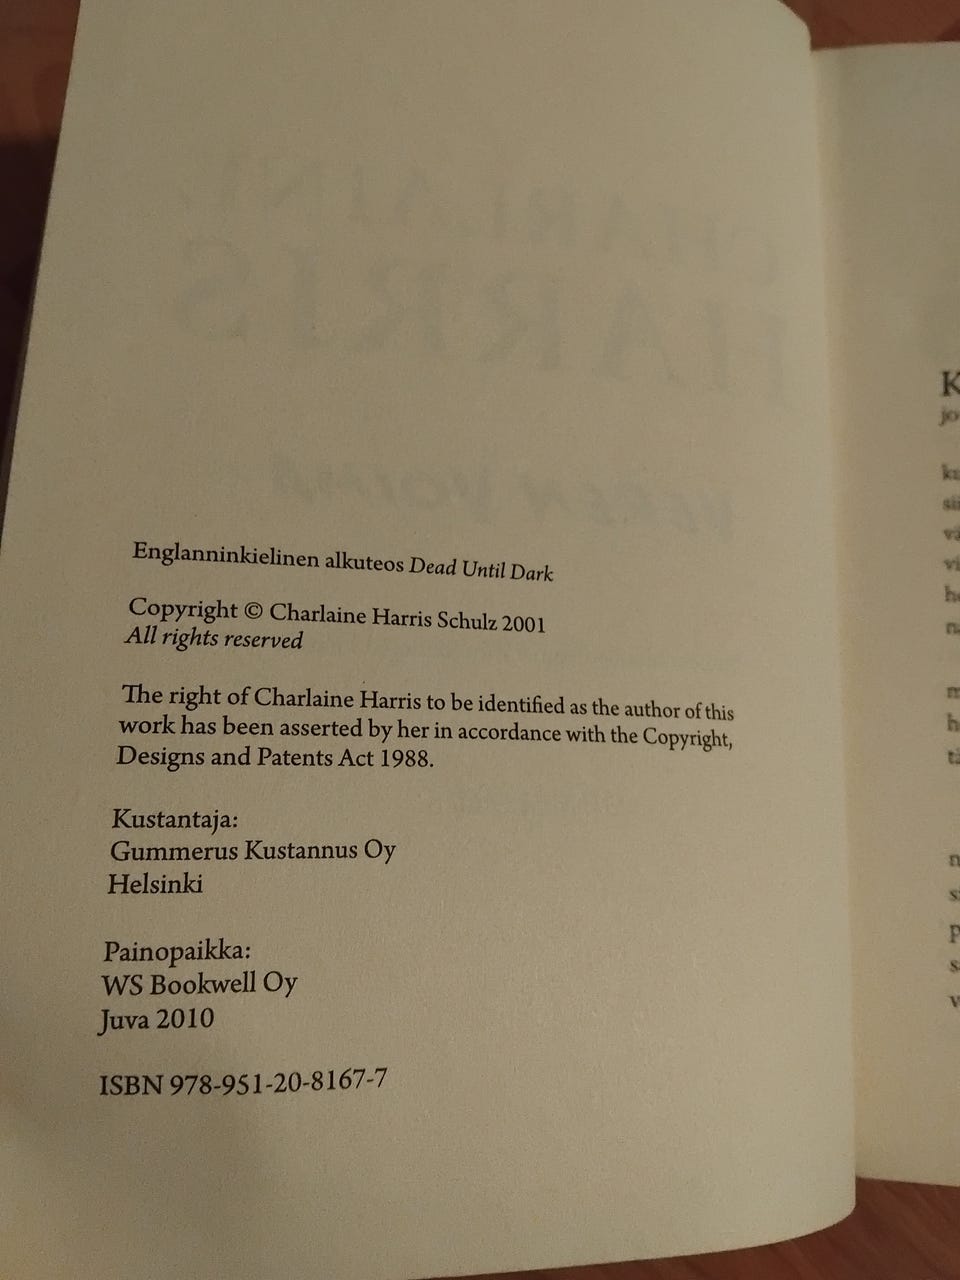 Englanninkielinen alkuteos Dead Until Dark
Copyright © Charlaine Harris Schulz 2001
All rights reserved
The right of Charlaine Harris to be identified as the author of this
work has been asserted by her in accordance with the Copyright,
Designs and Patents Act 1988.
Kustantaja:
Gummerus Kustannus Oy
Helsinki
Painopaikka:
WS Bookwell Oy
Juva 2010
ISBN 978-951-20-8167-7